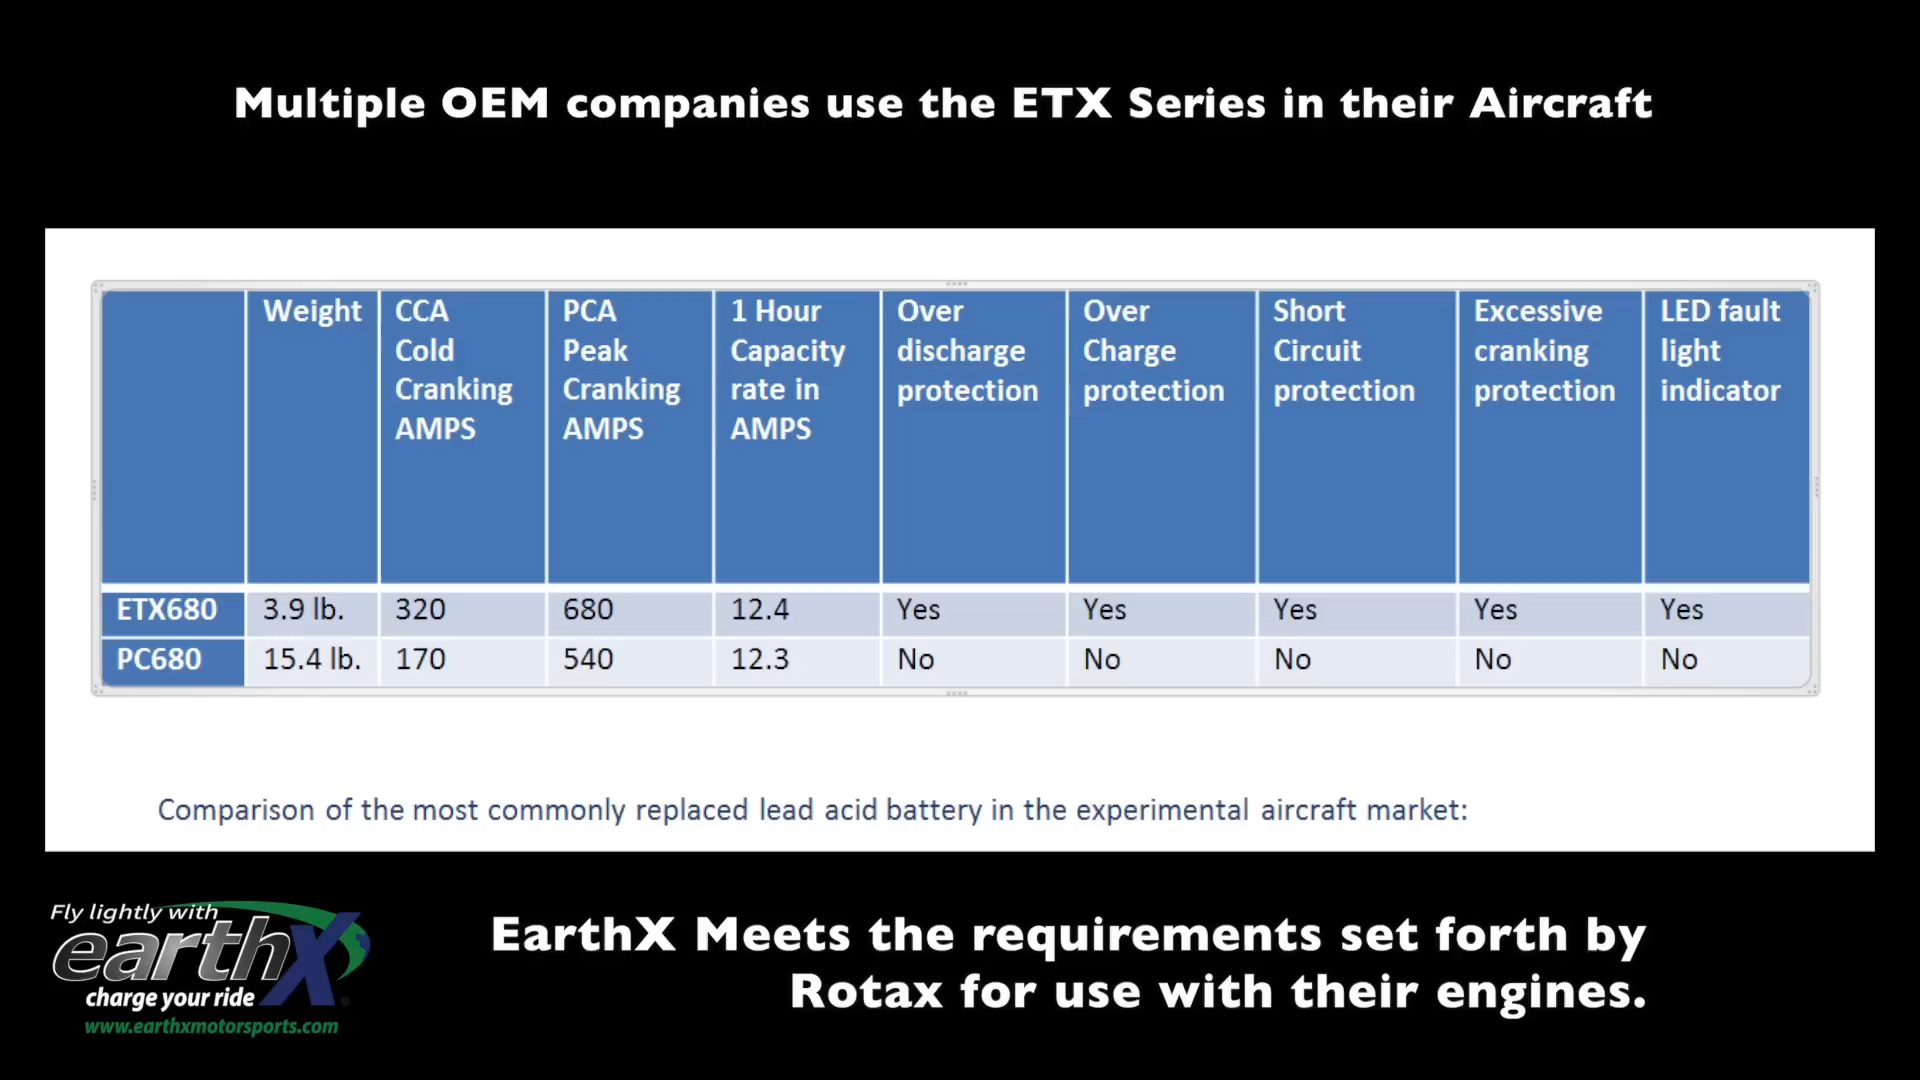 Multiple OEM companies use the ETX Series in their Aircraft
Weight
CCA
Cold
Cranking
AMPS
PCA
Peak
Cranking
AMPS
1 Hour
Capacity
rate in
AMPS
Over
discharge
protection
Over
Charge
protection
Short
Circuit
protection
Excessive
cranking
protection
LED fault
light
indicator
ETX680 3.9 lb. 320 680 12.4 Yes Yes Yes Yes Yes
PC680 15.4 lb. 170 540 12.3 No No No No No
Comparison of the most commonly replaced lead acid battery in the experimental aircraft market:
Fly lightly with
earthX
charge your ride
www.earthxmotorsports.com
EarthX Meets the requirements set forth by
Rotax for use with their engines.